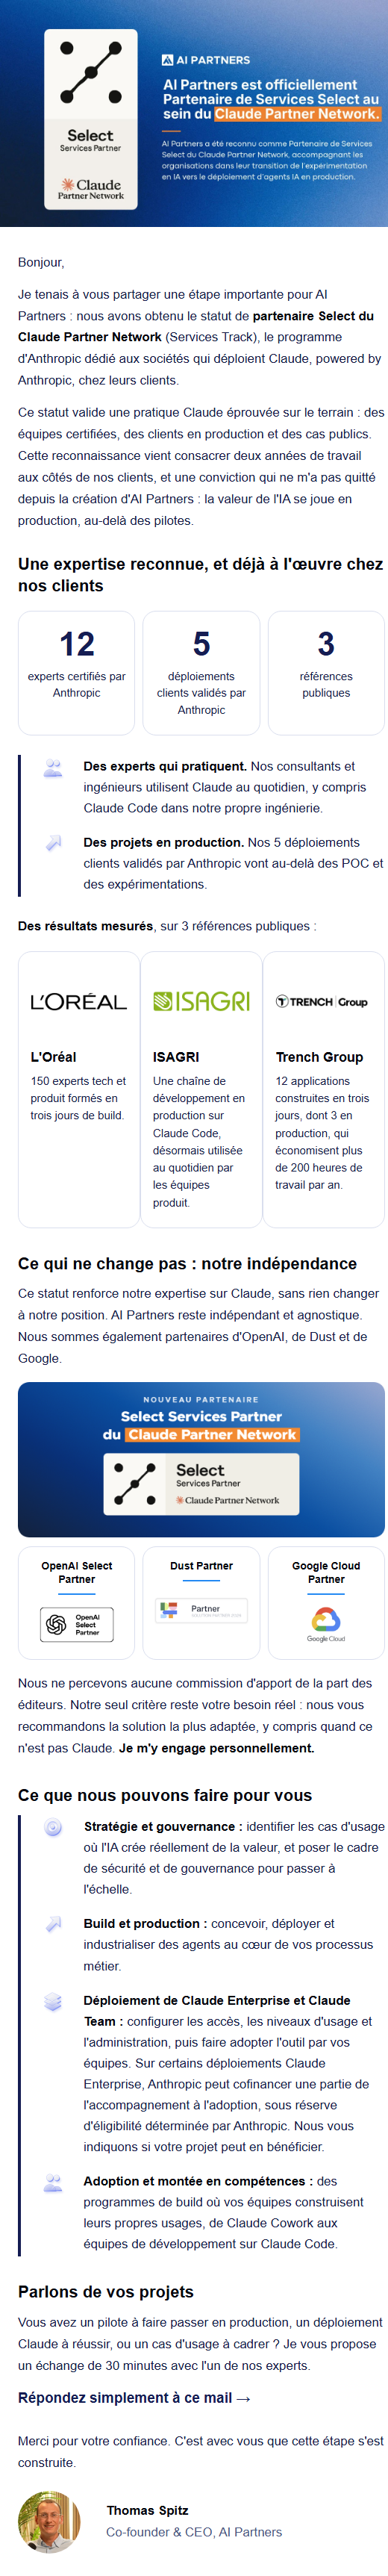 AI PARTNERS
AI Partners est officiellement
Partenaire de Services Select au
sein du Claude Partner Network.
AI Partners a été reconnu comme Partenaire de Services
Select du Claude Partner Network, accompagnant les
organisations dans leur transition de l'expérimentation
en IA vers le déploiement d'agents IA en production.
Select
Services Partner
Claude
Partner Network
Bonjour,
Je tenais à vous partager une étape importante pour AI
Partners : nous avons obtenu le statut de partenaire Select du
Claude Partner Network (Services Track), le programme
d'Anthropic dédié aux sociétés qui déploient Claude, powered by
Anthropic, chez leurs clients.
Ce statut valide une pratique Claude éprouvée sur le terrain : des
équipes certifiées, des clients en production et des cas publics.
Cette reconnaissance vient consacrer deux années de travail
aux côtés de nos clients, et une conviction qui ne m'a pas quitté
depuis la création d'AI Partners : la valeur de l'IA se joue en
production, au-delà des pilotes.
Une expertise reconnue, et déjà à l'œuvre chez
nos clients
12
experts certifiés par
Anthropic
5
déploiements
clients validés par
Anthropic
3
références
publiques
Des experts qui pratiquent. Nos consultants et
ingénieurs utilisent Claude au quotidien, y compris
Claude Code dans notre propre ingénierie.
Des projets en production. Nos 5 déploiements
clients validés par Anthropic vont au-delà des POC et
des expérimentations.
Des résultats mesurés, sur 3 références publiques :
L'ORÉAL
L'Oréal
150 experts tech et
produit formés en
trois jours de build.
ISAGRI
ISAGRI
Une chaîne de
développement en
production sur
Claude Code,
désormais utilisée
au quotidien par
les équipes
produit.
TRENCH Group
Trench Group
12 applications
construites en trois
jours, dont 3 en
production, qui
économisent plus
de 200 heures de
travail par an.
Ce qui ne change pas : notre indépendance
Ce statut renforce notre expertise sur Claude, sans rien changer
à notre position. AI Partners reste indépendant et agnostique.
Nous sommes également partenaires d'OpenAI, de Dust et de
Google.
NOUVEAU PARTENAIRE
Select Services Partner
du Claude Partner Network
Select
Services Partner
Claude Partner Network
OpenAI Select
Partner
OpenAI
Select
Partner
Dust Partner
Partner
Google Cloud
Partner
Google Cloud
Nous ne percevons aucune commission d'apport de la part des
éditeurs. Notre seul critère reste votre besoin réel : nous vous
recommandons la solution la plus adaptée, y compris quand ce
n'est pas Claude. Je m'y engage personnellement.
Ce que nous pouvons faire pour vous
Stratégie et gouvernance : identifier les cas d'usage
où l'IA crée réellement de la valeur, et poser le cadre
de sécurité et de gouvernance pour passer à
l'échelle.
Build et production : concevoir, déployer et
industrialiser des agents au cœur de vos processus
métier.
Déploiement de Claude Enterprise et Claude
Team : configurer les accès, les niveaux d'usage et
l'administration, puis faire adopter l'outil par vos
équipes. Sur certains déploiements Claude
Enterprise, Anthropic peut cofinancer une partie de
l'accompagnement à l'adoption, sous réserve
d'éligibilité déterminée par Anthropic. Nous vous
indiquons si votre projet peut en bénéficier.
Adoption et montée en compétences : des
programmes de build où vos équipes construisent
leurs propres usages, de Claude Cowork aux
équipes de développement sur Claude Code.
Parlons de vos projets
Vous avez un pilote à faire passer en production, un déploiement
Claude à réussir, ou un cas d'usage à cadrer ? Je vous propose
un échange de 30 minutes avec l'un de nos experts.
Répondez simplement à ce mail →
Merci pour votre confiance. C'est avec vous que cette étape s'est
construite.
Thomas Spitz
Co-founder & CEO, AI Partners